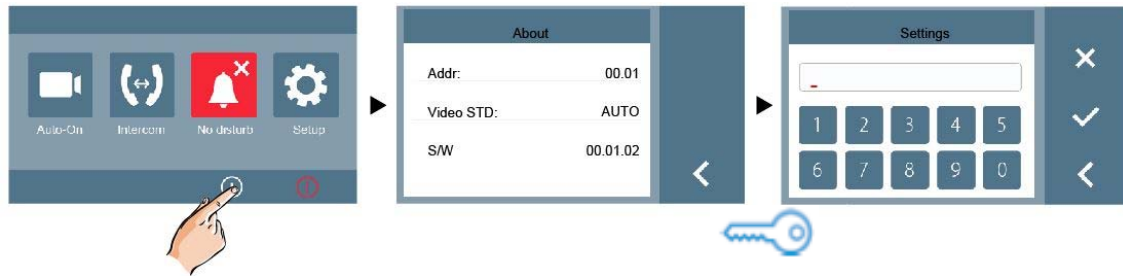 Auto-On
Intercom
No disturb
Setup
About
Addr: 00.01
Video STD: AUTO
S/W 00.01.02
Settings
1 2 3 4 5
6 7 8 9 0